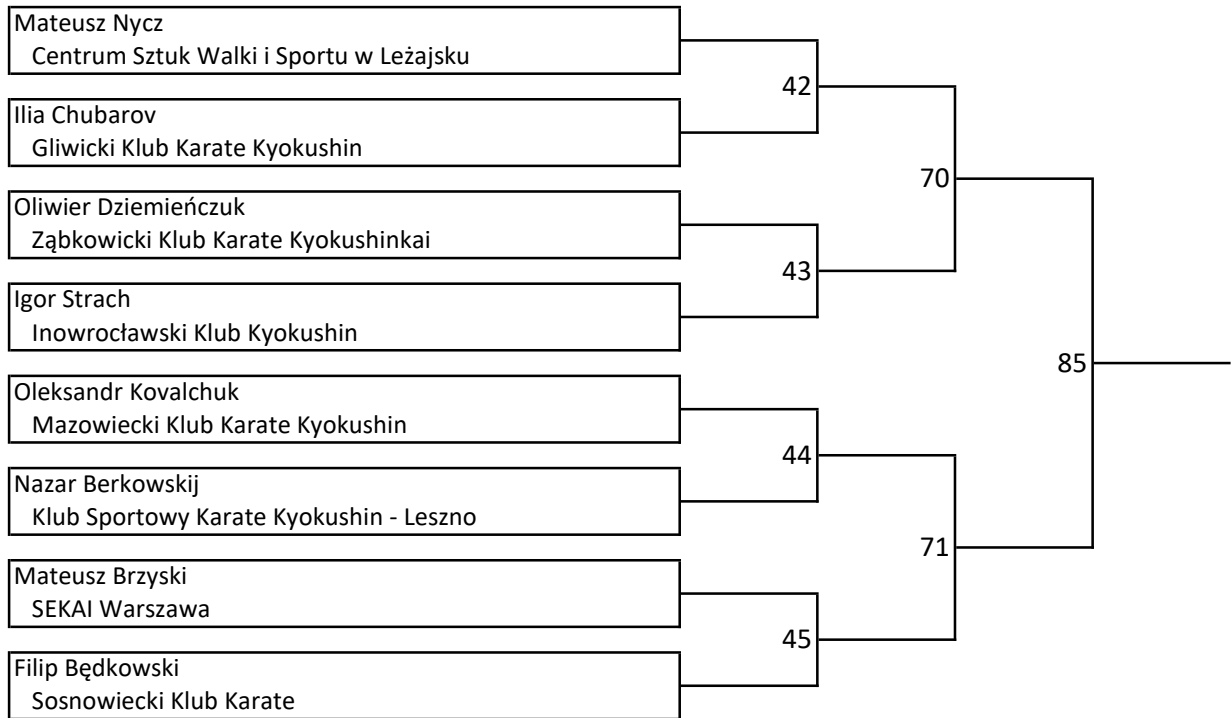 Mateusz Nycz
Centrum Sztuk Walki i Sportu w Leżajsku
42
Ilia Chubarov
Gliwicki Klub Karate Kyokushin
70
Oliwier Dziemieńczuk
Ząbkowicki Klub Karate Kyokushinkai
43
Igor Strach
Inowrocławski Klub Kyokushin
85
Oleksandr Kovalchuk
Mazowiecki Klub Karate Kyokushin
44
Nazar Berkowskij
Klub Sportowy Karate Kyokushin - Leszno
71
Mateusz Brzyski
SEKAI Warszawa
45
Filip Będkowski
Sosnowiecki Klub Karate